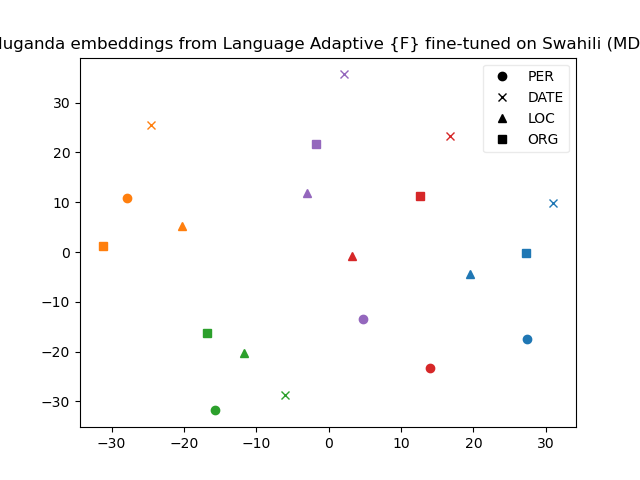 luganda embeddings from Language Adaptive {F} fine-tuned on Swahili (MD
PER
DATE
LOC
ORG
30
20
10
0
−10
−20
−30
−30
−20
−10
0
10
20
30